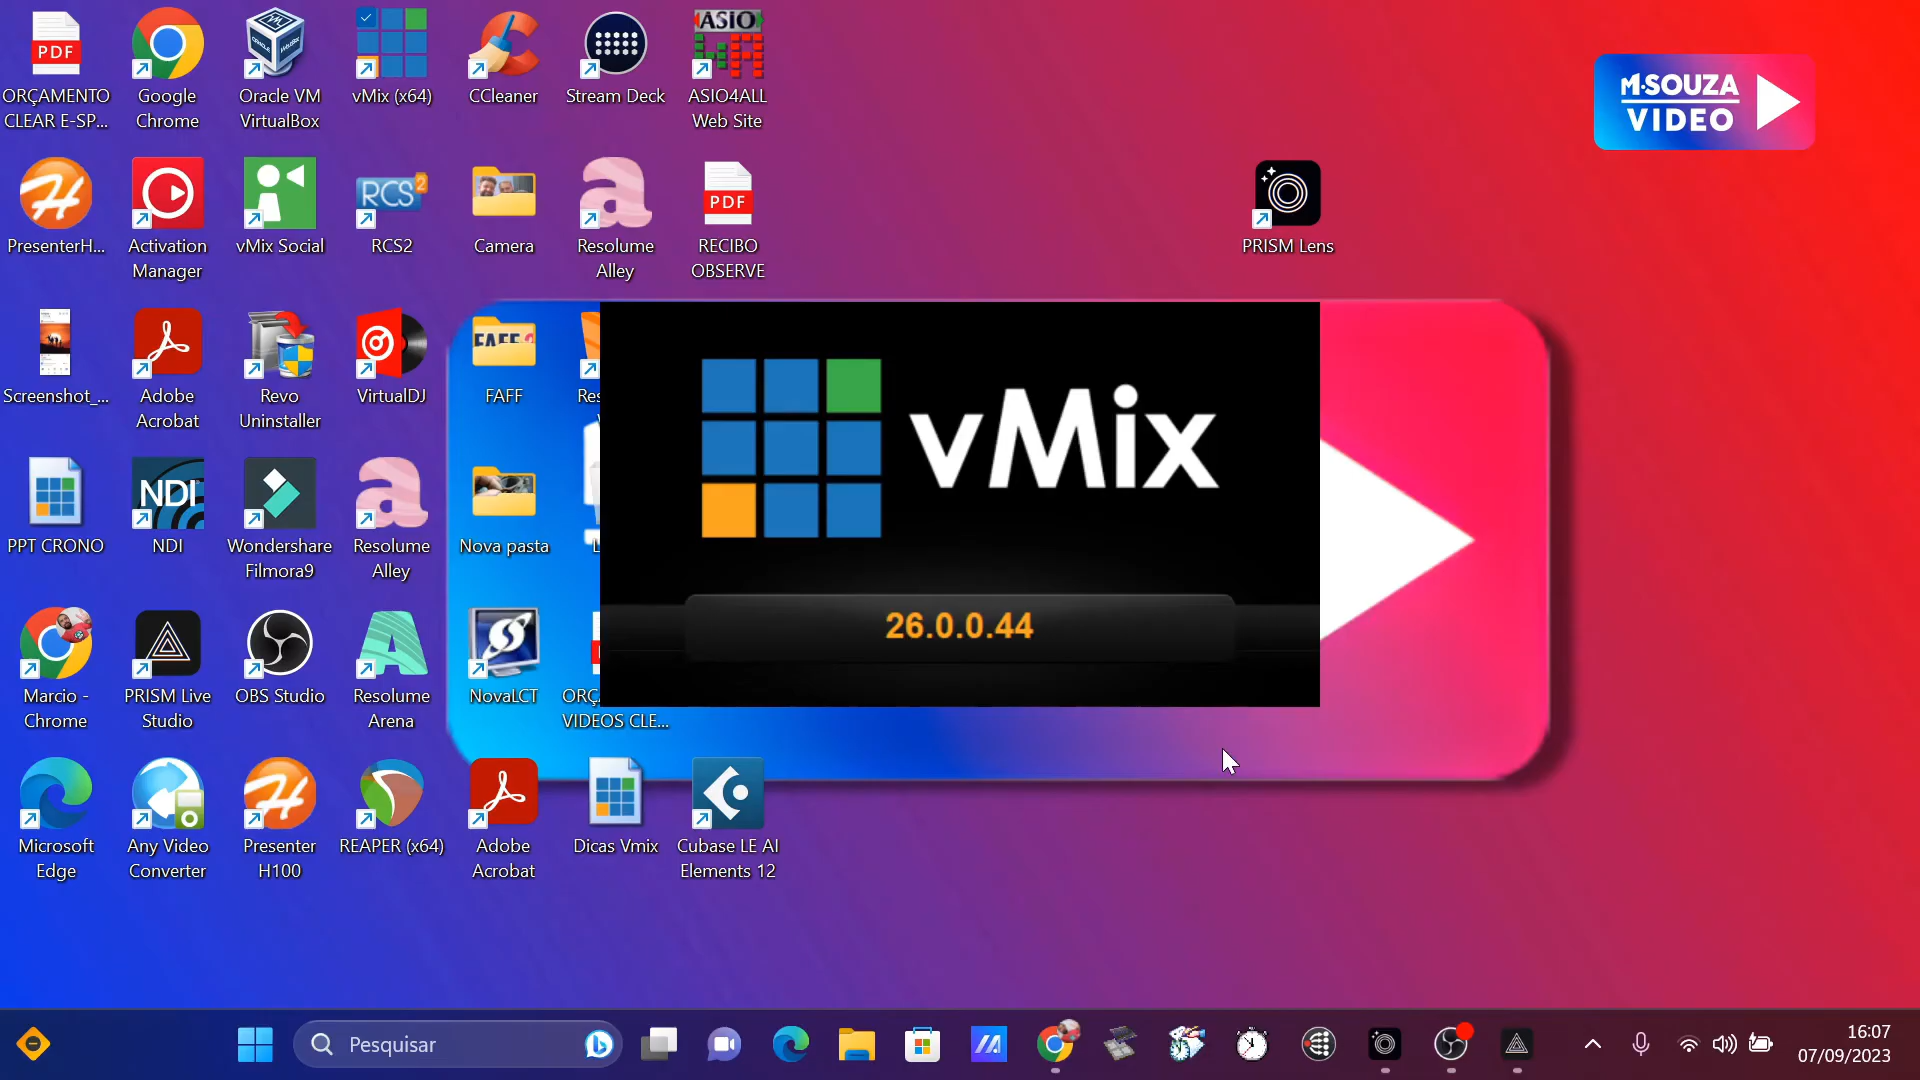 PDF
ORÇAMENTO
CLEAR E-SP...
Google
Chrome
Oracle VM
VirtualBox
vMix (x64)
CCleaner
Stream Deck
ASIO
ASIO4ALL
Web Site
M·SOUZA
VIDEO
PresenterH...
Activation
Manager
vMix Social
RCS2
RCS2
Camera
Resolume
Alley
PDF
RECIBO
OBSERVE
PRISM Lens
Screenshot_...
Adobe
Acrobat
Revo
Uninstaller
VirtualDJ
FAFF
Res
vMix
26.0.0.44
PPT CRONO
NDI
NDI
Wondershare
Filmora9
Resolume
Alley
Nova pasta
Marcio -
Chrome
PRISM Live
Studio
OBS Studio
Resolume
Arena
NovaLCT
ORÇ
VIDEOS CLE...
Microsoft
Edge
Any Video
Converter
Presenter
H100
REAPER (x64)
Adobe
Acrobat
Dicas Vmix
Cubase LE AI
Elements 12
Pesquisar
16:07
07/09/2023